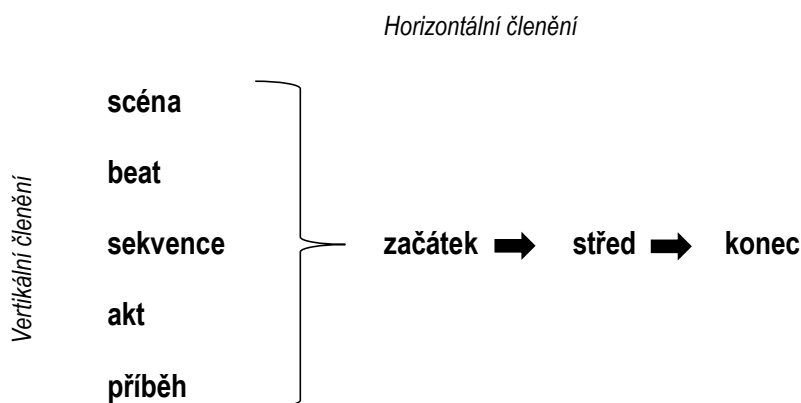 Horizontální členění
Vertikální členění
scéna
beat
sekvence
začátek
střed
konec
akt
příběh